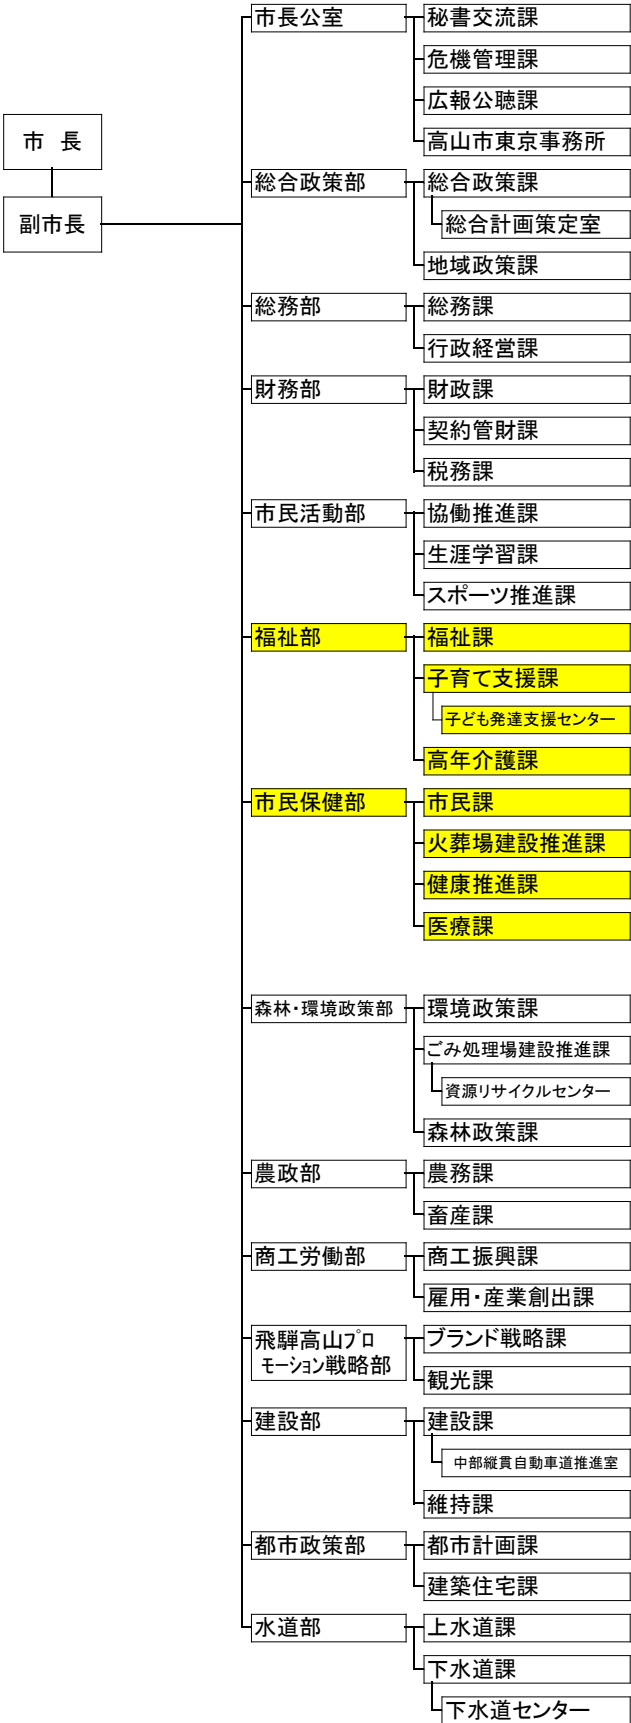 市長
副市長
市長公室
秘書交流課
危機管理課
広報公聴課
高山市東京事務所
総合政策部
総合政策課
総合計画策定室
地域政策課
総務部
総務課
行政経営課
財務部
財政課
契約管財課
税務課
市民活動部
協働推進課
生涯学習課
スポーツ推進課
福祉部
福祉課
子育て支援課
子ども発達支援センター
高年介護課
市民保健部
市民課
火葬場建設推進課
健康推進課
医療課
森林・環境政策部
環境政策課
ごみ処理場建設推進課
資源リサイクルセンター
森林政策課
農政部
農務課
畜産課
商工労働部
商工振興課
雇用・産業創出課
飛騨高山プロ
モーション戦略部
ブランド戦略課
観光課
建設部
建設課
中部縦貫自動車道推進室
維持課
都市政策部
都市計画課
建築住宅課
水道部
上水道課
下水道課
下水道センター